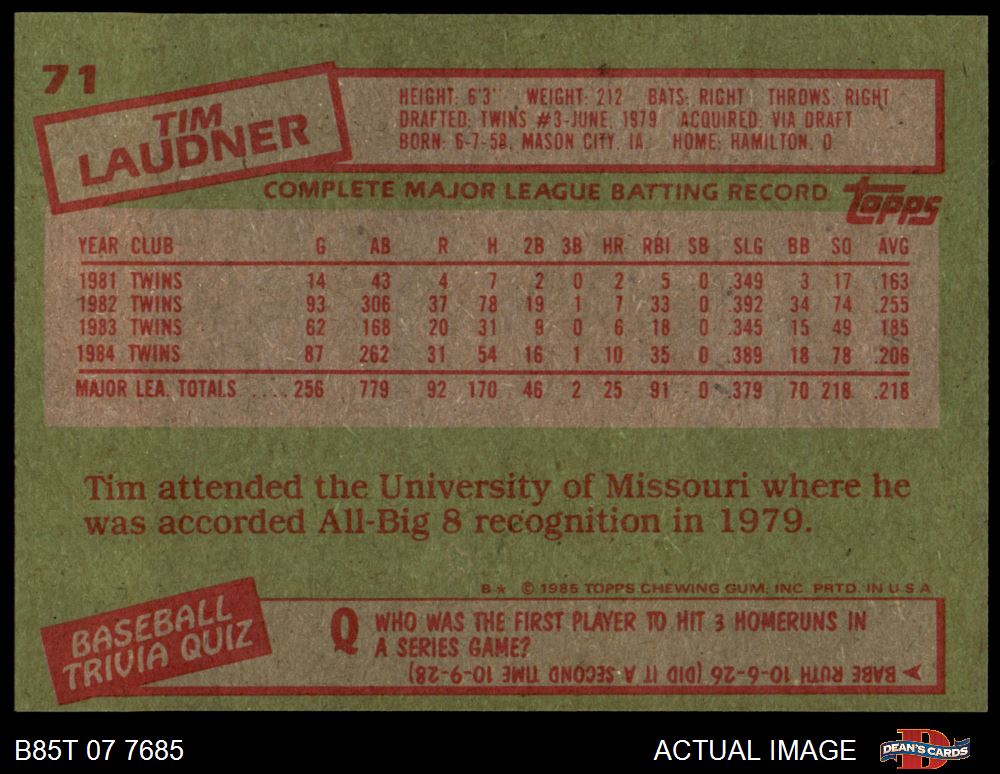 71
TIM
LAUDNER
HEIGHT: 6'3" WEIGHT: 212 BATS: RIGHT THROWS: RIGHT
DRAFTED: TWINS #3-JUNE, 1979 ACQUIRED: VIA DRAFT
BORN: 6-7-58, MASON CITY, IA. HOME: HAMILTON, O.
COMPLETE MAJOR LEAGUE BATTING RECORD topps
YEAR CLUB G AB R H 2B 3B HR RBI SB SLG BB SO AVG
1981 TWINS 14 43 4 7 2 0 2 5 0 .349 3 17 .163
1982 TWINS 93 306 37 78 19 1 7 33 0 .392 34 74 .255
1983 TWINS 62 168 20 31 9 0 6 18 0 .345 15 49 .185
1984 TWINS 87 262 31 54 16 1 10 35 0 .389 18 78 .206
MAJOR LEA. TOTALS .... 256 779 92 170 46 2 25 91 0 .379 70 218 .218
Tim attended the University of Missouri where he
was accorded All-Big 8 recognition in 1979.
B* © 1985 TOPPS CHEWING GUM, INC. PRTD. IN U.S.A.
BASEBALL
TRIVIA QUIZ
Q WHO WAS THE FIRST PLAYER TO HIT 3 HOMERUNS IN
A SERIES GAME?
BABE RUTH 10-6-26 (DID IT A SECOND TIME 10-9-28)
B85T 07 7685
ACTUAL IMAGE
DEAN'S CARDS